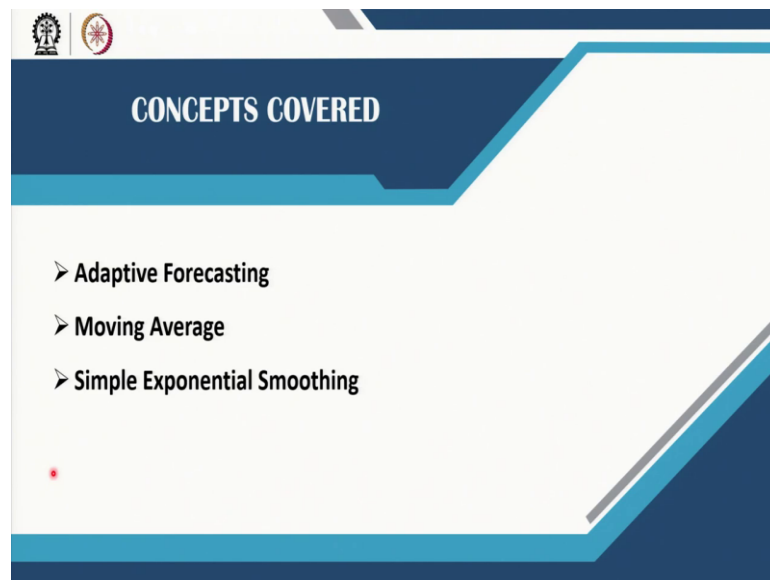 CONCEPTS COVERED
Adaptive Forecasting
Moving Average
Simple Exponential Smoothing